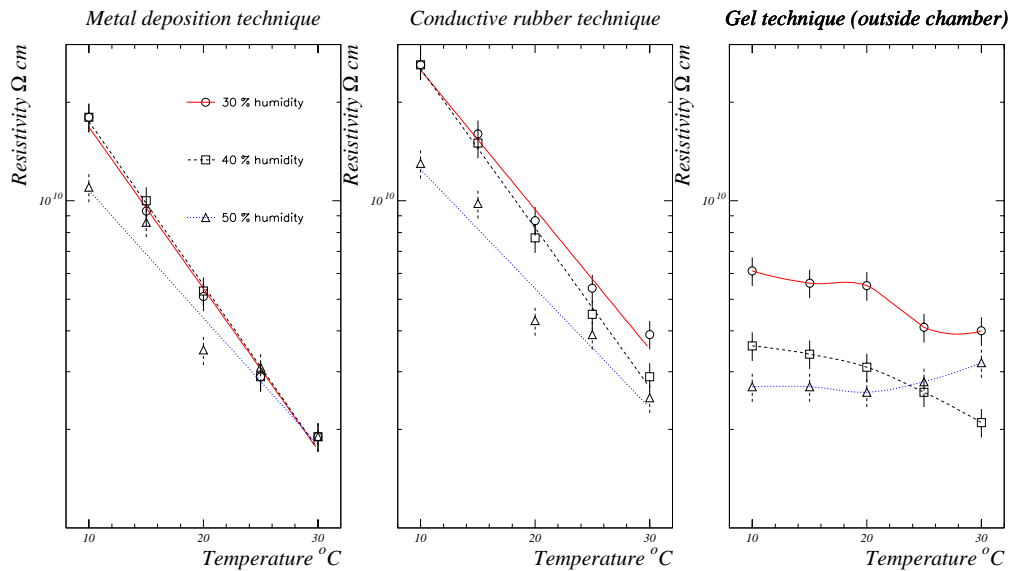 Metal deposition technique
Resistivity Ω cm
10^10
30 % humidity
40 % humidity
50 % humidity
10 20 30
Temperature °C
Conductive rubber technique
Resistivity Ω cm
10^10
10 20 30
Temperature °C
Gel technique (outside chamber)
Resistivity Ω cm
10^10
10 20 30
Temperature °C